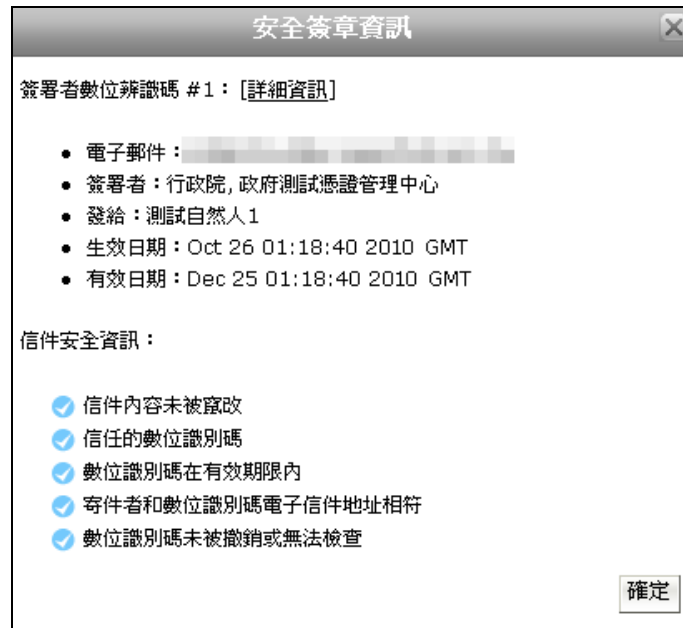 安全簽章資訊
簽署者數位辨識碼 #1： [詳細資訊]
電子郵件：
簽署者：行政院, 政府測試憑證管理中心
發給：測試自然人1
生效日期：Oct 26 01:18:40 2010 GMT
有效日期：Dec 25 01:18:40 2010 GMT
信件安全資訊：
信件內容未被竄改
信任的數位識別碼
數位識別碼在有效期限內
寄件者和數位識別碼電子信件地址相符
數位識別碼未被撤銷或無法檢查
確定